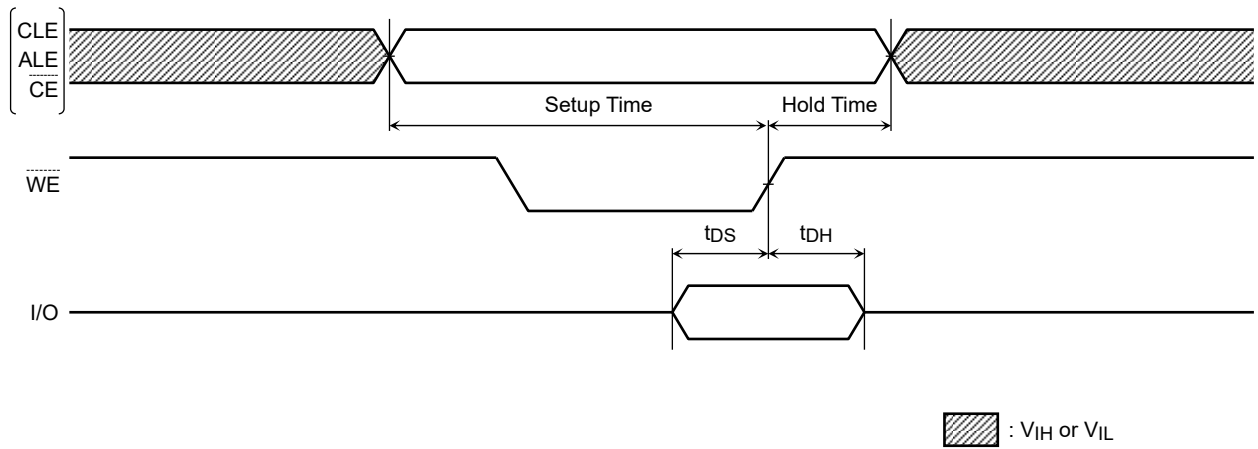 CLE
ALE
CE
Setup Time
Hold Time
WE
tDS
tDH
I/O
: VIH or VIL